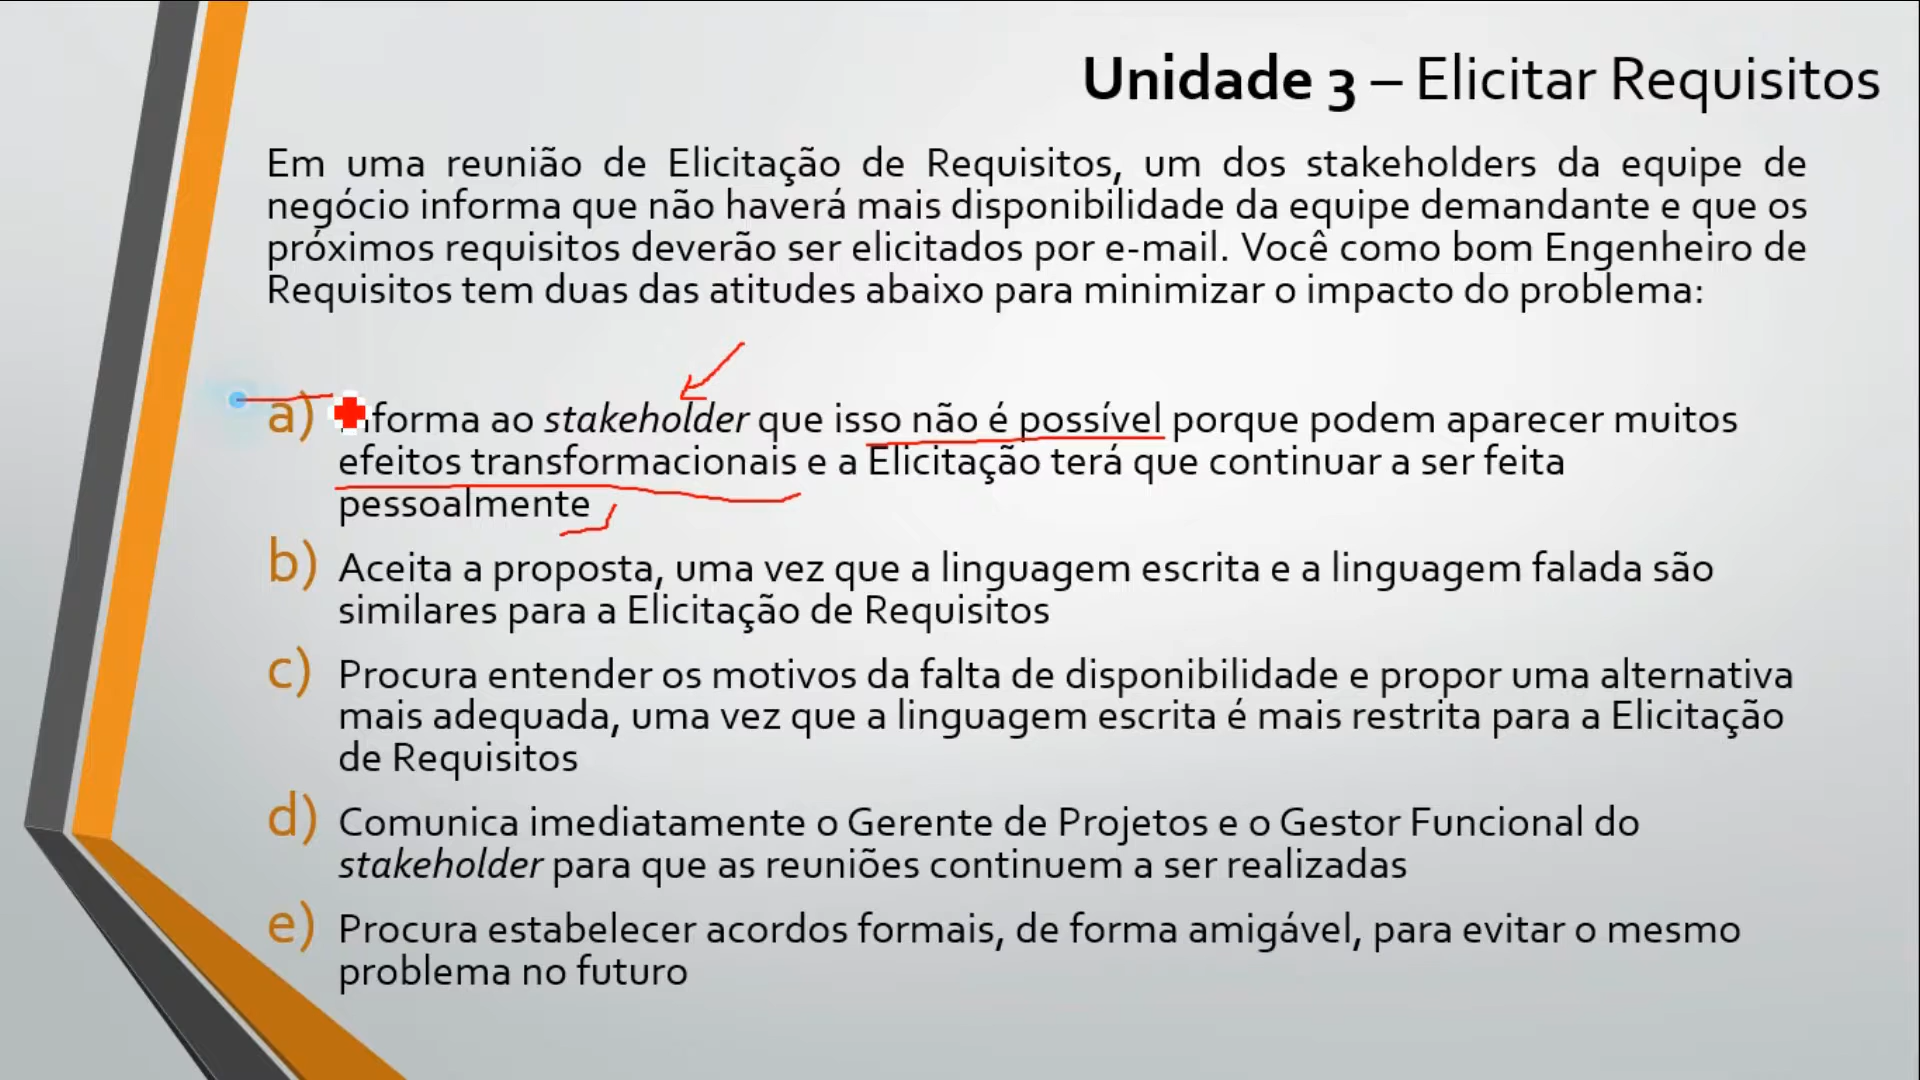 Unidade 3 – Elicitar Requisitos
Em uma reunião de Elicitação de Requisitos, um dos stakeholders da equipe de
negócio informa que não haverá mais disponibilidade da equipe demandante e que os
próximos requisitos deverão ser elicitados por e-mail. Você como bom Engenheiro de
Requisitos tem duas das atitudes abaixo para minimizar o impacto do problema:
a) Informa ao stakeholder que isso não é possível porque podem aparecer muitos
efeitos transformacionais e a Elicitação terá que continuar a ser feita
pessoalmente
b) Aceita a proposta, uma vez que a linguagem escrita e a linguagem falada são
similares para a Elicitação de Requisitos
c) Procura entender os motivos da falta de disponibilidade e propor uma alternativa
mais adequada, uma vez que a linguagem escrita é mais restrita para a Elicitação
de Requisitos
d) Comunica imediatamente o Gerente de Projetos e o Gestor Funcional do
stakeholder para que as reuniões continuem a ser realizadas
e) Procura estabelecer acordos formais, de forma amigável, para evitar o mesmo
problema no futuro